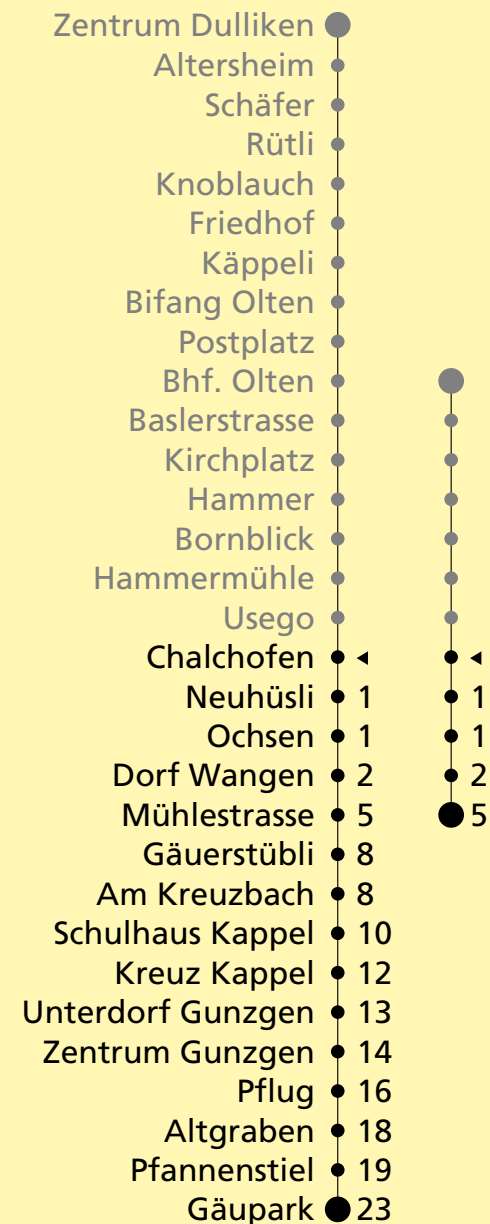 Zentrum Dulliken
Altersheim
Schäfer
Rütli
Knoblauch
Friedhof
Käppeli
Bifang Olten
Postplatz
Bhf. Olten
Baslerstrasse
Kirchplatz
Hammer
Bornblick
Hammermühle
Usego
Chalchofen
Neuhüsli 1 1
Ochsen 1 1
Dorf Wangen 2 2
Mühlestrasse 5 5
Gäuerstübli 8
Am Kreuzbach 8
Schulhaus Kappel 10
Kreuz Kappel 12
Unterdorf Gunzgen 13
Zentrum Gunzgen 14
Pflug 16
Altgraben 18
Pfannenstiel 19
Gäupark 23